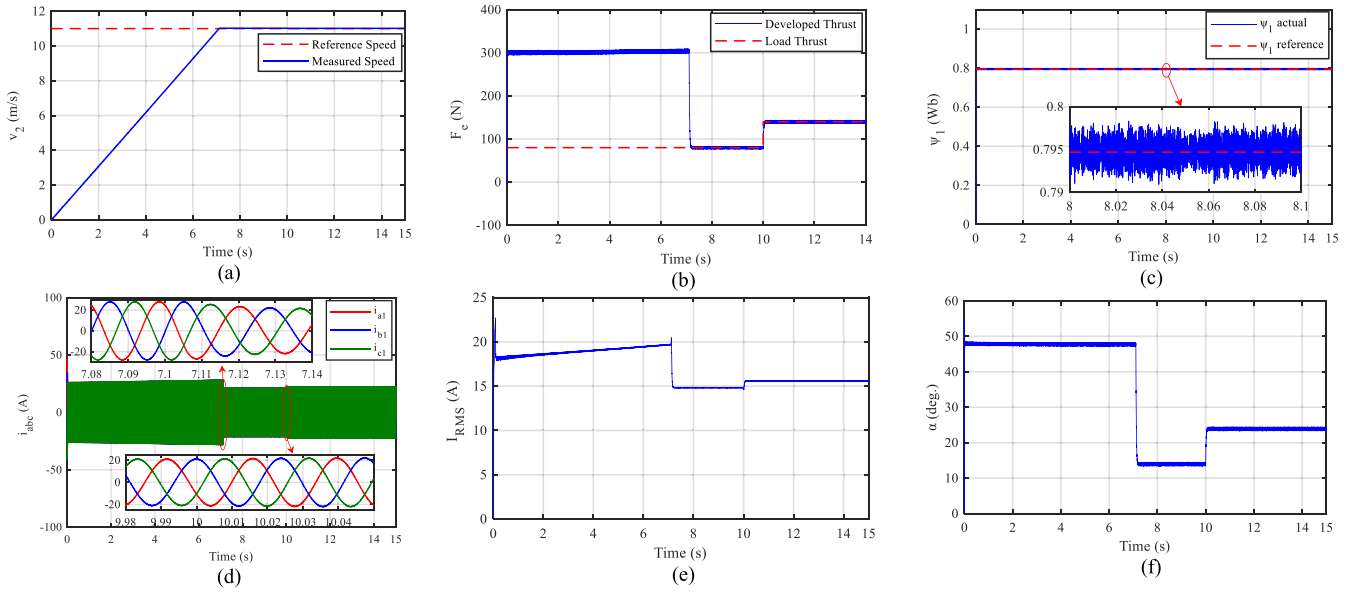 12
10
8
6
4
2
0
v2 (m/s)
Reference Speed
Measured Speed
0 2 4 6 8 10 12 14 15
Time (s)
(a)
400
300
200
100
0
-100
Fe (N)
Developed Thrust
Load Thrust
0 2 4 6 8 10 12 14
Time (s)
(b)
1
0.8
0.6
0.4
0.2
0
ψ1 (Wb)
ψ1 actual
ψ1 reference
0.8
0.795
0.79
8 8.02 8.04 8.06 8.08 8.1
0 2 4 6 8 10 12 14 15
Time (s)
(c)
100
50
0
-50
-100
iabc (A)
20
0
-20
7.08 7.09 7.1 7.11 7.12 7.13 7.14
ia1
ib1
ic1
20
0
-20
9.98 9.99 10 10.01 10.02 10.03 10.04
0 2 4 6 8 10 12 14 15
Time (s)
(d)
25
20
15
10
5
0
IRMS (A)
0 2 4 6 8 10 12 14 15
Time (s)
(e)
60
50
40
30
20
10
0
α (deg.)
0 2 4 6 8 10 12 14 15
Time (s)
(f)